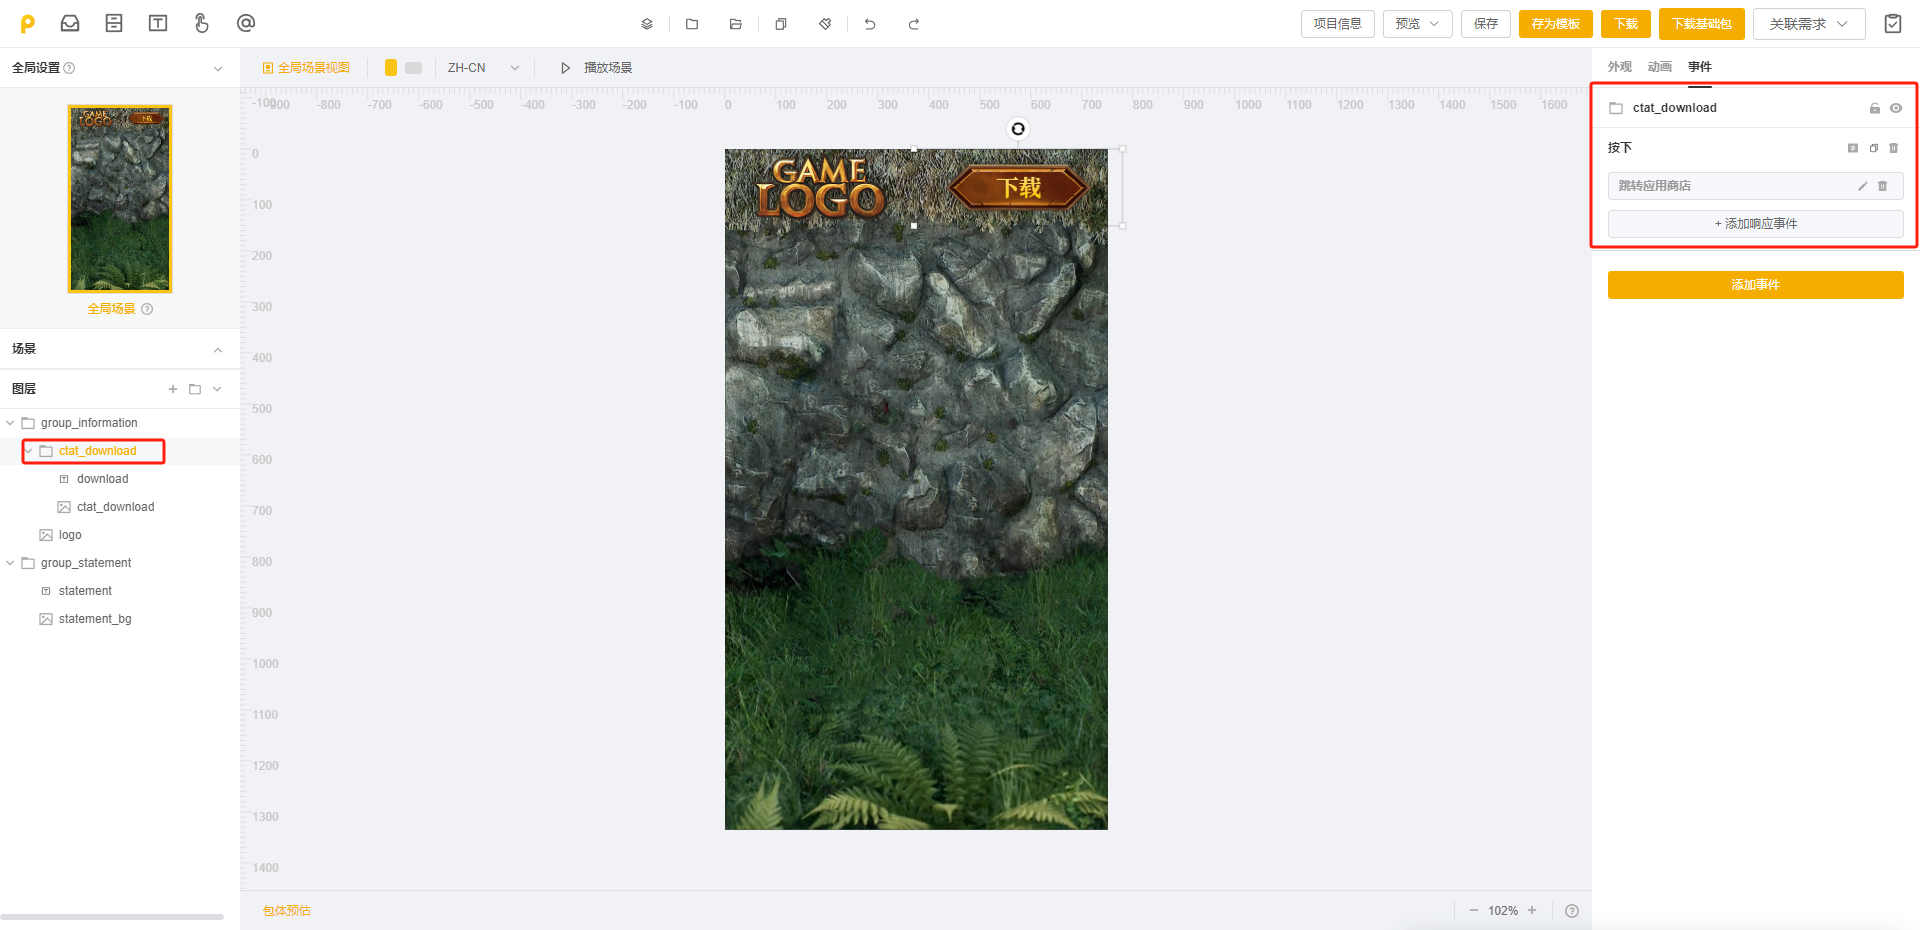 项目信息
预览
保存
存为模板
下载
下载基础包
关联需求
全局设置
GAME
LOGO
下载
全局场景
场景
图层
group_information
ctat_download
download
ctat_download
logo
group_statement
statement
statement_bg
全局场景视图
ZH-CN
播放场景
-900 -800 -700 -600 -500 -400 -300 -200 -100 0 100 200 300 400 500 600 700 800 900 1000 1100 1200 1300 1400 1500 1600
-100
0
100
200
300
400
500
600
700
800
900
1000
1100
1200
1300
1400
GAME
LOGO
下载
包体预估
102%
外观 动画 事件
ctat_download
按下
跳转应用商店
+ 添加响应事件
添加事件